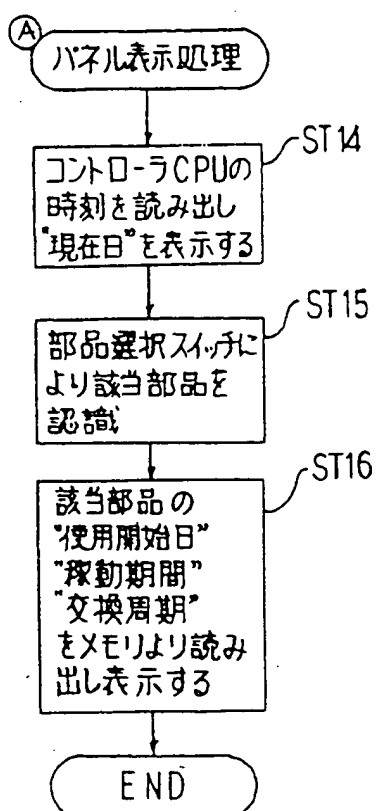 A
パネル表示処理
ST14
コントローラCPUの
時刻を読み出し
"現在日"を表示する
ST15
部品選択スイッチに
より該当部品を
認識
ST16
該当部品の
"使用開始日"
"稼動期間"
"交換周期"
をメモリより読み
出し表示する
END